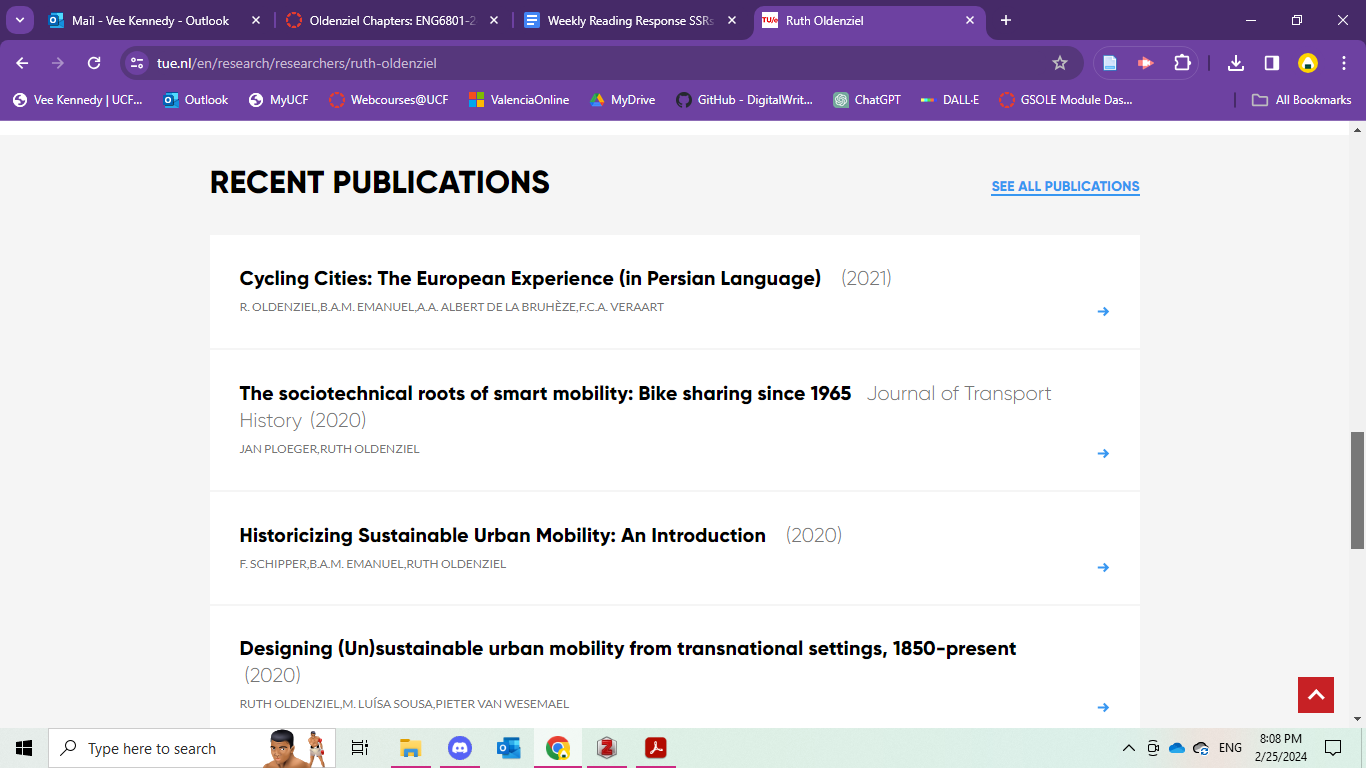 Mail - Vee Kennedy - Outlook
Oldenziel Chapters: ENG6801-2
Weekly Reading Response SSRs
TU/e
Ruth Oldenziel
tue.nl/en/research/researchers/ruth-oldenziel
Vee Kennedy | UCF...
Outlook
MyUCF
Webcourses@UCF
ValenciaOnline
MyDrive
GitHub - DigitalWrit...
ChatGPT
DALL·E
GSOLE Module Das...
All Bookmarks
RECENT PUBLICATIONS
SEE ALL PUBLICATIONS
Cycling Cities: The European Experience (in Persian Language) (2021)
R. OLDENZIEL,B.A.M. EMANUEL,A.A. ALBERT DE LA BRUHÈZE,F.C.A. VERAART
The sociotechnical roots of smart mobility: Bike sharing since 1965 Journal of Transport
History (2020)
JAN PLOEGER,RUTH OLDENZIEL
Historicizing Sustainable Urban Mobility: An Introduction (2020)
F. SCHIPPER,B.A.M. EMANUEL,RUTH OLDENZIEL
Designing (Un)sustainable urban mobility from transnational settings, 1850-present
(2020)
RUTH OLDENZIEL,M. LUÍSA SOUSA,PIETER VAN WESEMAEL
Type here to search
ENG
8:08 PM
2/25/2024